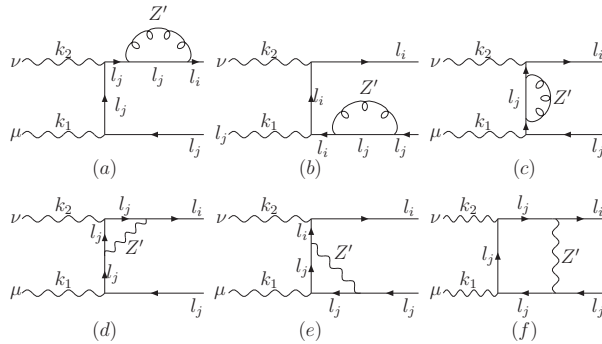 Z′
ν k₂ l_j l_j l_i
l_j
μ k₁ l_j
(a)
ν k₂ l_i
l_i
Z′
l_j k₁ l_i l_j l_j
(b)
ν k₂ l_i
l_j Z′
μ k₁ l_j
(c)
ν k₂ l_j l_i
l_j Z′
l_j
μ k₁ l_j
(d)
ν k₂ l_i
l_i
Z′
l_j
μ k₁ l_j l_j
(e)
ν k₂ l_j l_i
l_j Z′
μ k₁ l_j l_j
(f)